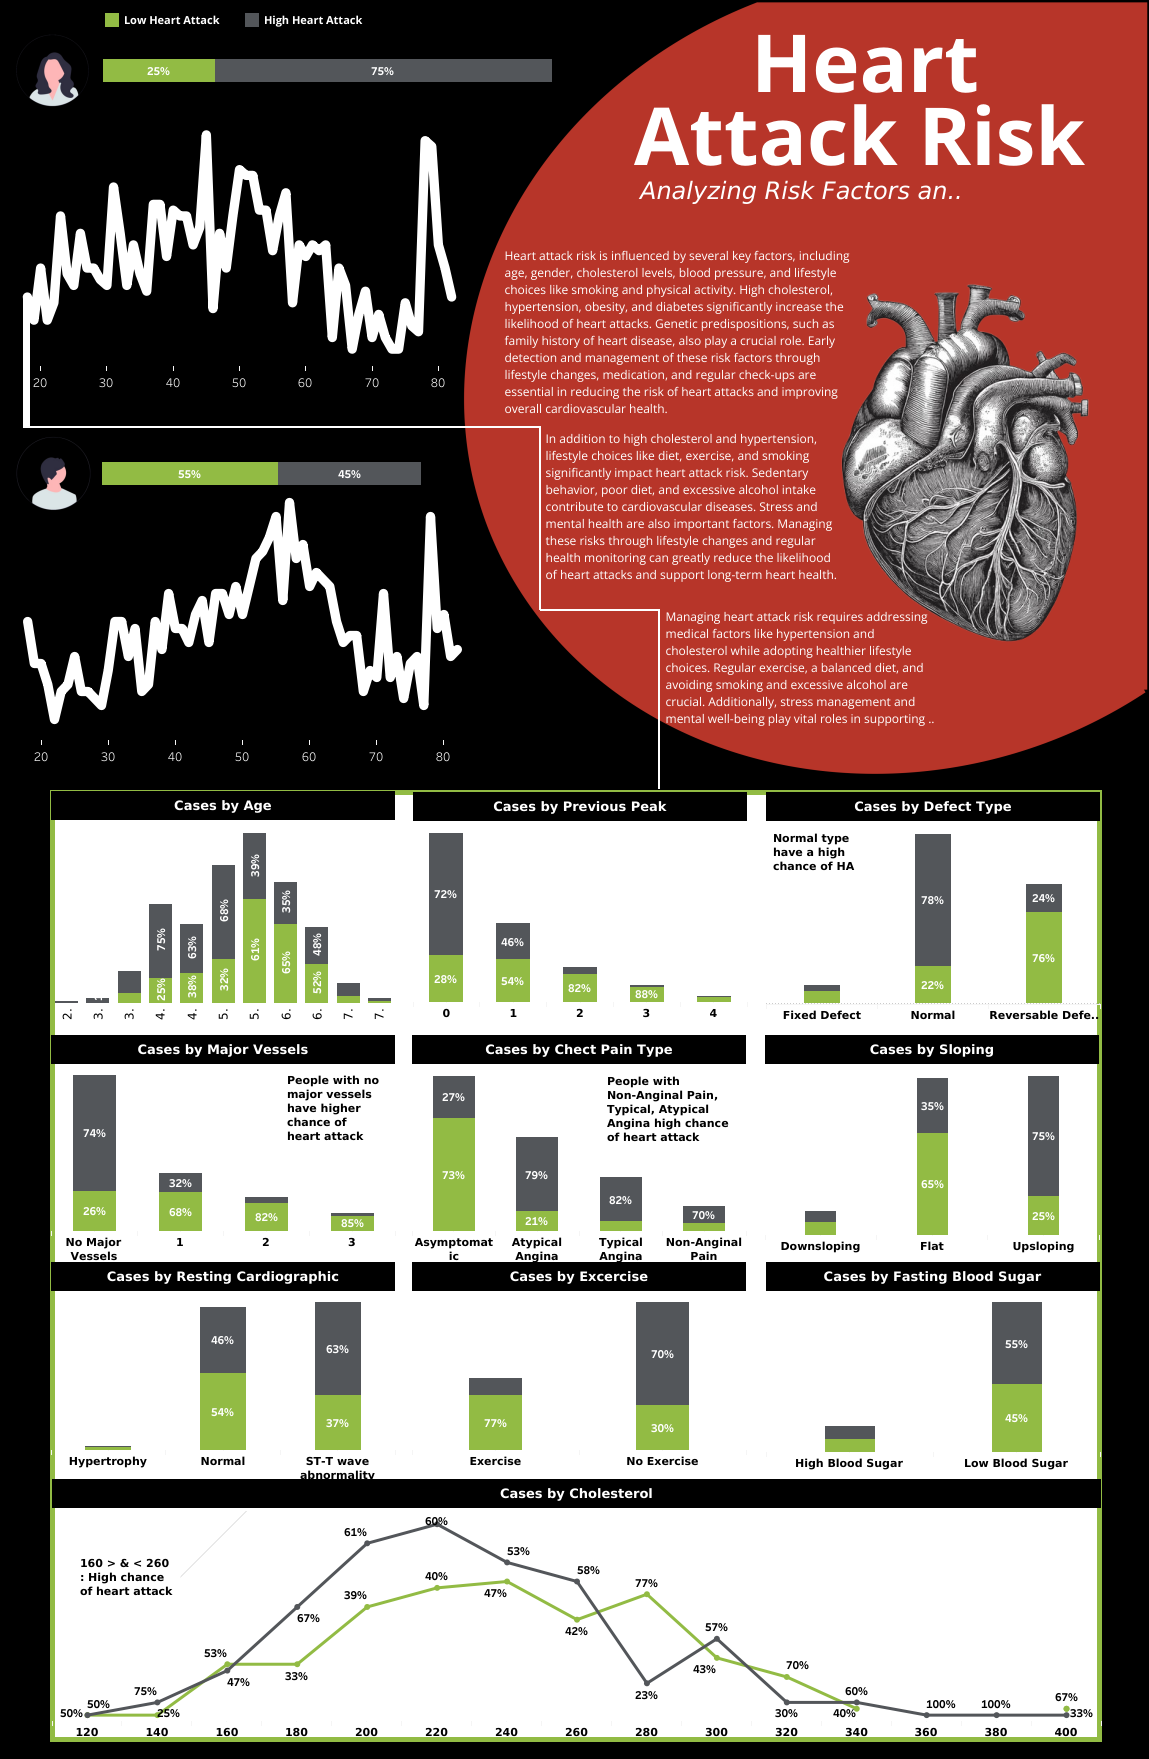 Low Heart Attack
High Heart Attack
25%
75%
Heart
Attack Risk
Analyzing Risk Factors an..
20 30 40 50 60 70 80
Heart attack risk is influenced by several key factors, including
age, gender, cholesterol levels, blood pressure, and lifestyle
choices like smoking and physical activity. High cholesterol,
hypertension, obesity, and diabetes significantly increase the
likelihood of heart attacks. Genetic predispositions, such as
family history of heart disease, also play a crucial role. Early
detection and management of these risk factors through
lifestyle changes, medication, and regular check-ups are
essential in reducing the risk of heart attacks and improving
overall cardiovascular health.
In addition to high cholesterol and hypertension,
lifestyle choices like diet, exercise, and smoking
significantly impact heart attack risk. Sedentary
behavior, poor diet, and excessive alcohol intake
contribute to cardiovascular diseases. Stress and
mental health are also important factors. Managing
these risks through lifestyle changes and regular
health monitoring can greatly reduce the likelihood
of heart attacks and support long-term heart health.
55%
45%
Managing heart attack risk requires addressing
medical factors like hypertension and
cholesterol while adopting healthier lifestyle
choices. Regular exercise, a balanced diet, and
avoiding smoking and excessive alcohol are
crucial. Additionally, stress management and
mental well-being play vital roles in supporting ..
20 30 40 50 60 70 80
Cases by Age
75% 63% 68% 39% 35% 48%
25% 38% 32% 61% 65% 52%
2. 3. 3. 4. 4. 5. 5. 6. 6. 7. 7.
Cases by Previous Peak
72% 46%
28% 54% 82% 88%
0 1 2 3 4
Cases by Defect Type
Normal type
have a high
chance of HA
78% 24%
22% 76%
Fixed Defect Normal Reversable Defe..
Cases by Major Vessels
People with no
major vessels
have higher
chance of
heart attack
74% 32%
26% 68% 82% 85%
No Major
Vessels
1 2 3
Cases by Chect Pain Type
People with
Non-Anginal Pain,
Typical, Atypical
Angina high chance
of heart attack
27% 79% 82% 70%
73% 21%
Asymptomat
ic
Atypical
Angina
Typical
Angina
Non-Anginal
Pain
Cases by Sloping
35% 75%
65% 25%
Downsloping Flat Upsloping
Cases by Resting Cardiographic
46% 63%
54% 37%
Hypertrophy Normal
ST-T wave
abnormality
Cases by Excercise
70%
77% 30%
Exercise No Exercise
Cases by Fasting Blood Sugar
55%
45%
High Blood Sugar Low Blood Sugar
Cases by Cholesterol
160 > & < 260
: High chance
of heart attack
50% 50%
75% 25%
53% 47%
67% 33%
61% 39%
60% 40%
53% 47%
58% 42%
77% 23%
57% 43%
70% 30%
60% 40%
100%
100%
67% 33%
120 140 160 180 200 220 240 260 280 300 320 340 360 380 400